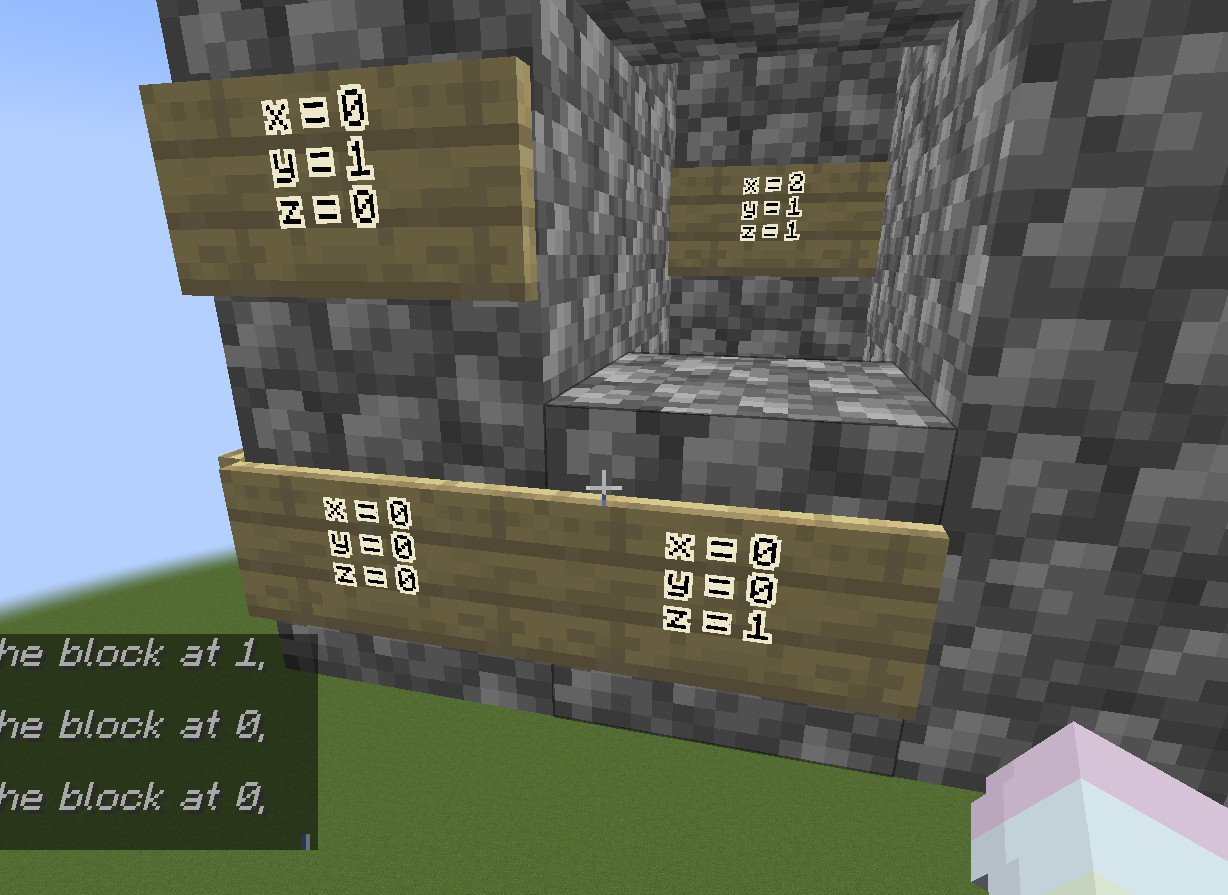 x = 0
y = 1
z = 0
x = 2
y = 1
z = 1
x = 0
y = 0
z = 0
x = 0
y = 0
z = 1
he block at 1,
he block at 0,
he block at 0,